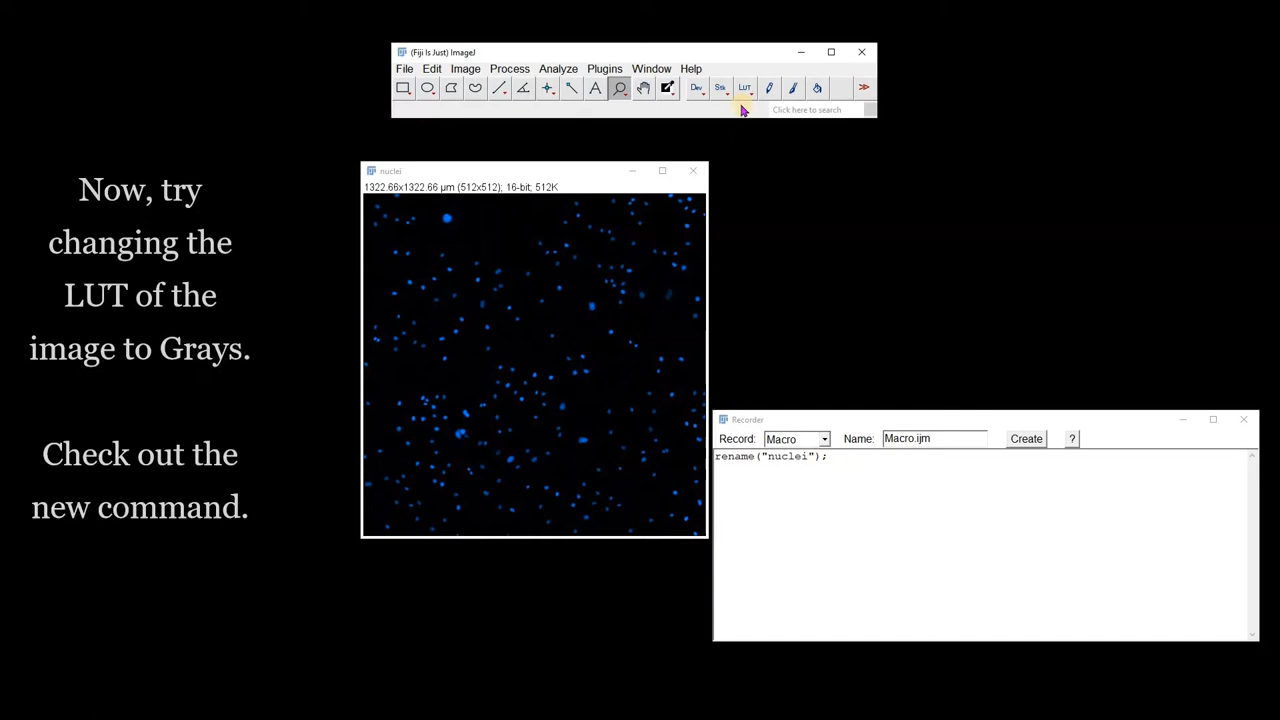 (Fiji Is Just) ImageJ
File Edit Image Process Analyze Plugins Window Help
Dev Stk LUT
Click here to search
Now, try
changing the
LUT of the
image to Grays.
Check out the
new command.
nuclei
1322.66x1322.66 µm (512x512); 16-bit; 512K
Recorder
Record: Macro Name: Macro.ijm Create ?
rename("nuclei");